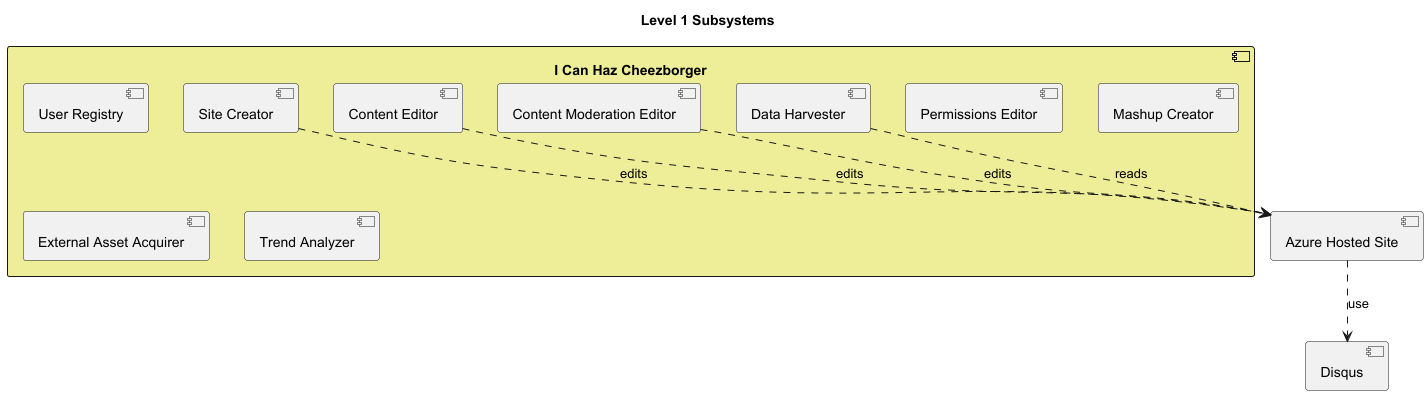 Level 1 Subsystems
I Can Haz Cheezborger
User Registry
Site Creator
Content Editor
Content Moderation Editor
Data Harvester
Permissions Editor
Mashup Creator
edits
edits
edits
reads
External Asset Acquirer
Trend Analyzer
Azure Hosted Site
use
Disqus